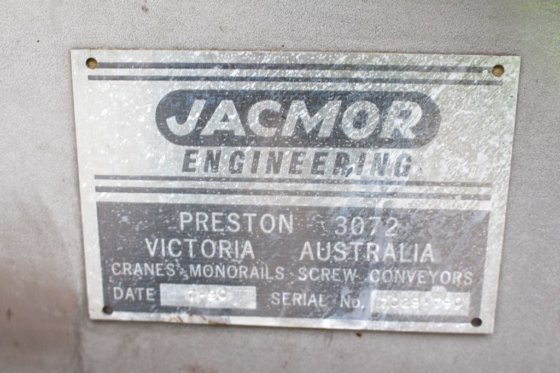 JACMOR
ENGINEERING
PRESTON 3072
VICTORIA AUSTRALIA
CRANES MONORAILS SCREW CONVEYORS
DATE SERIAL No.